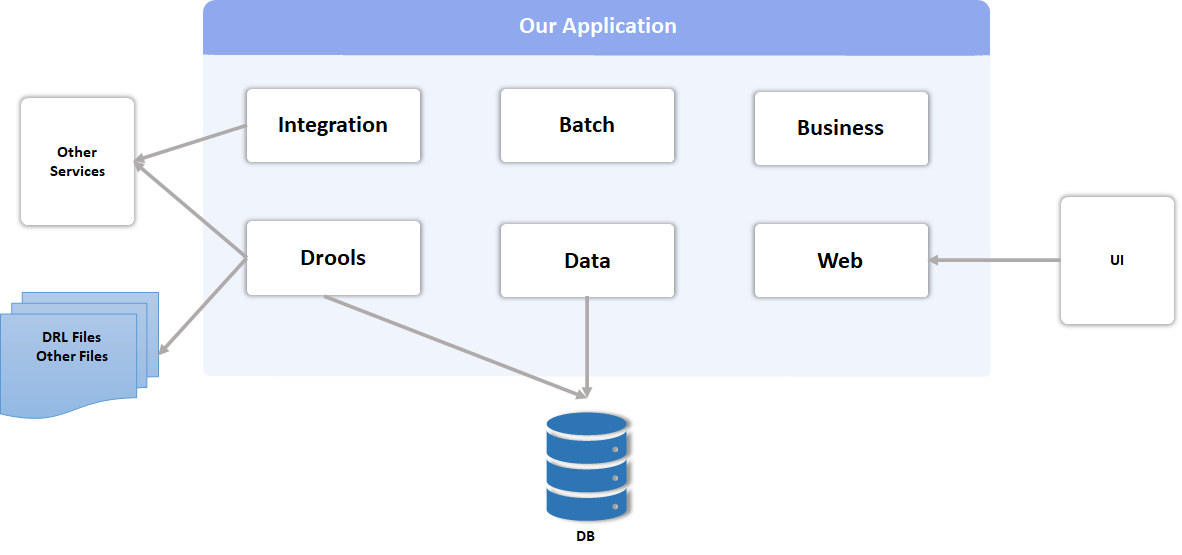 Our Application
Integration
Batch
Business
Other
Services
Drools
Data
Web
UI
DRL Files
Other Files
DB